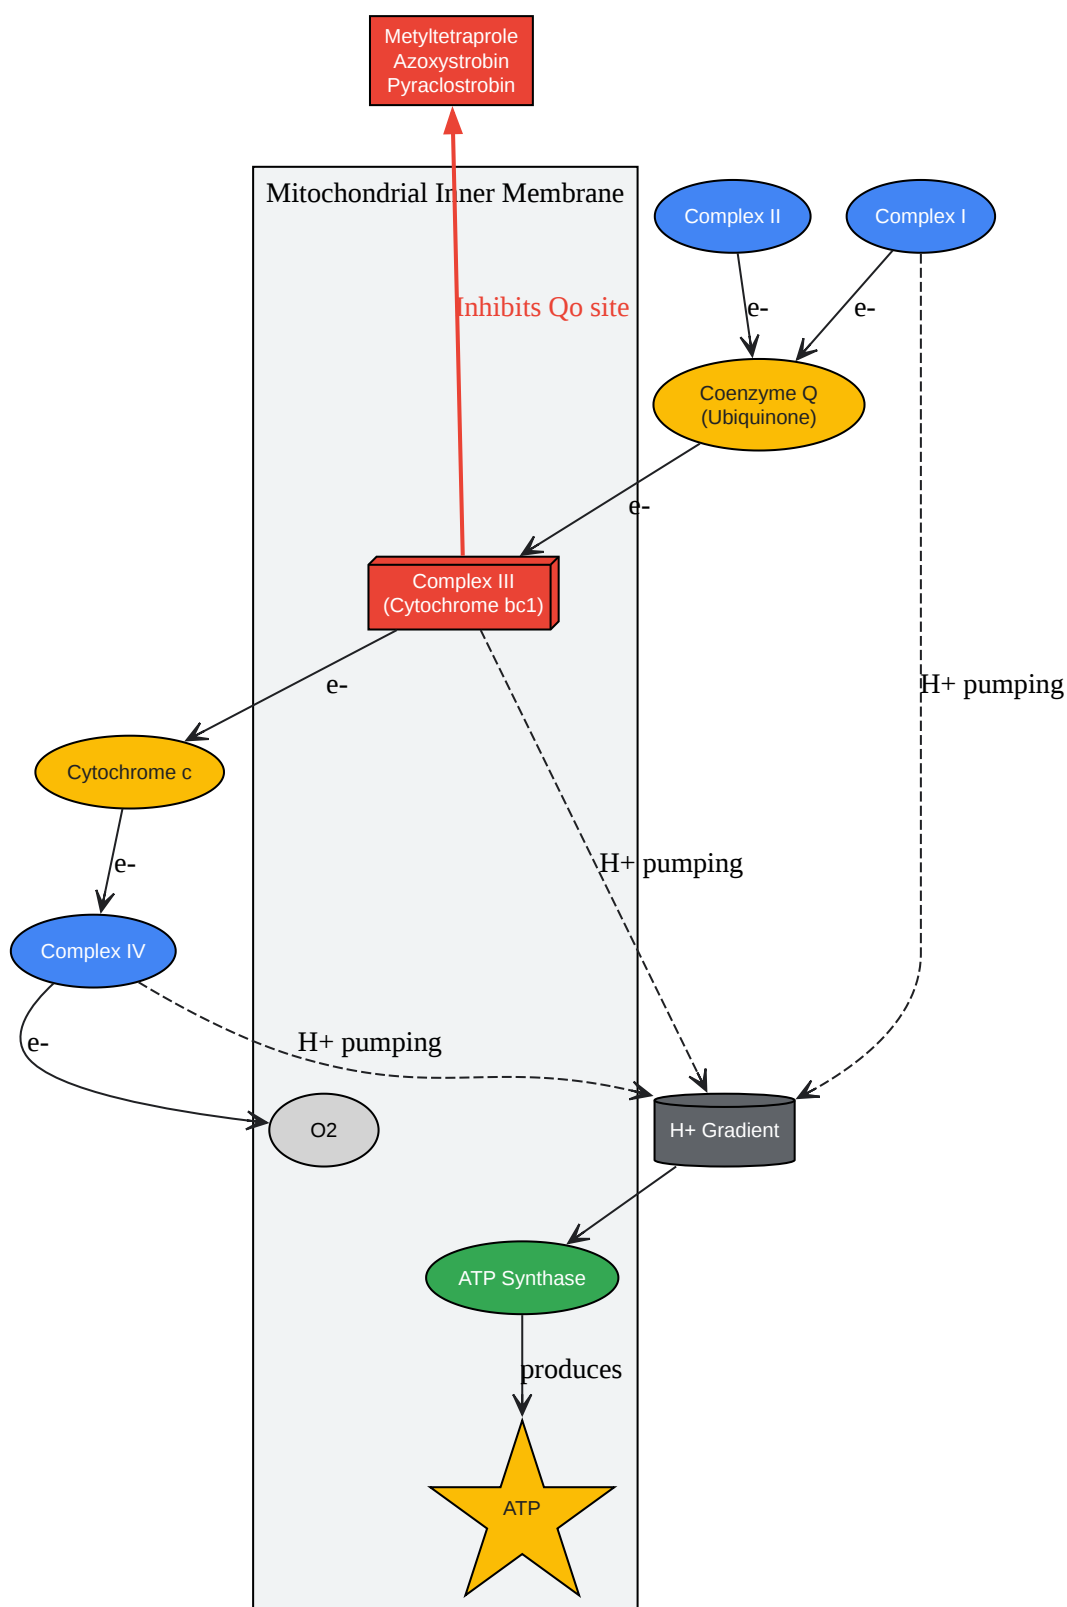 Metyltetraprole
Azoxystrobin
Pyraclostrobin
Mitochondrial Inner Membrane
Complex II
Complex I
Inhibits Qo site
e-
e-
Coenzyme Q
(Ubiquinone)
e-
Complex III
(Cytochrome bc1)
e-
H+ pumping
Cytochrome c
e-
H+ pumping
Complex IV
e-
H+ pumping
O2
H+ Gradient
ATP Synthase
produces
ATP